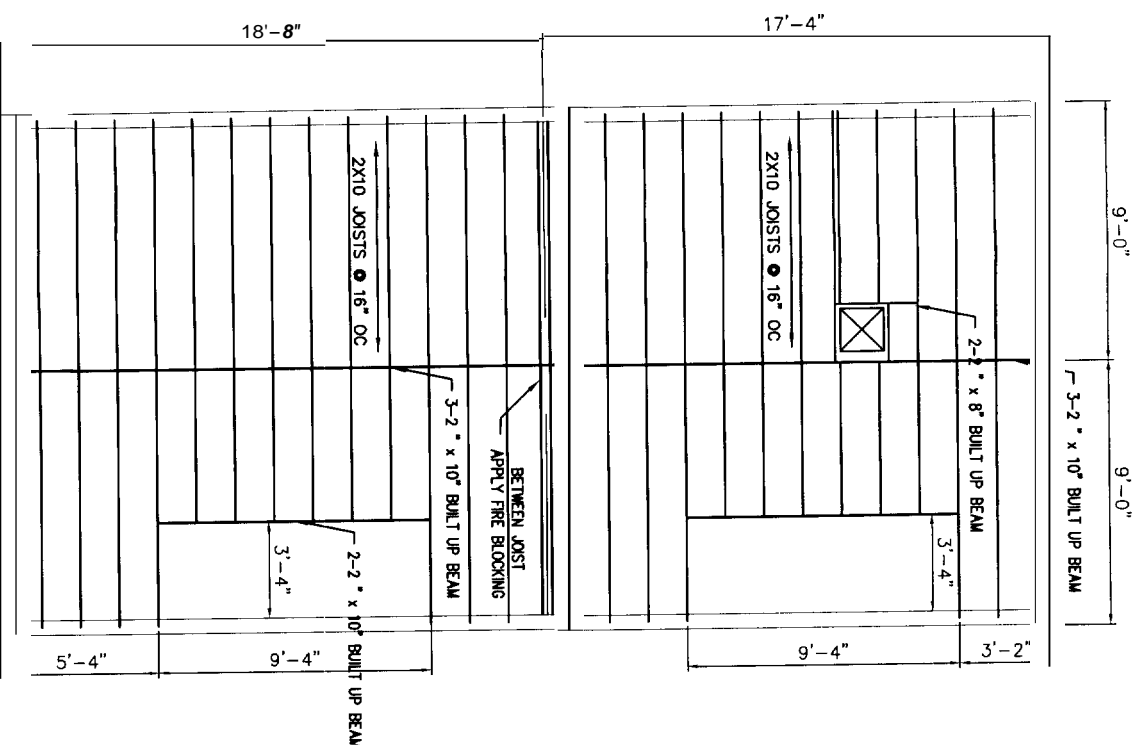 18'-8"
17'-4"
9'-0"
2X10 JOISTS @ 16" OC
2X10 JOISTS @ 16" OC
2-2 " x 8" BUILT UP BEAM
3-2 " x 10" BUILT UP BEAM
3-2 " x 10" BUILT UP BEAM
9'-0"
BETWEEN JOIST
APPLY FIRE BLOCKING
2-2 " x 10" BUILT UP BEAM
3'-4"
3'-4"
5'-4"
9'-4"
9'-4"
3'-2"